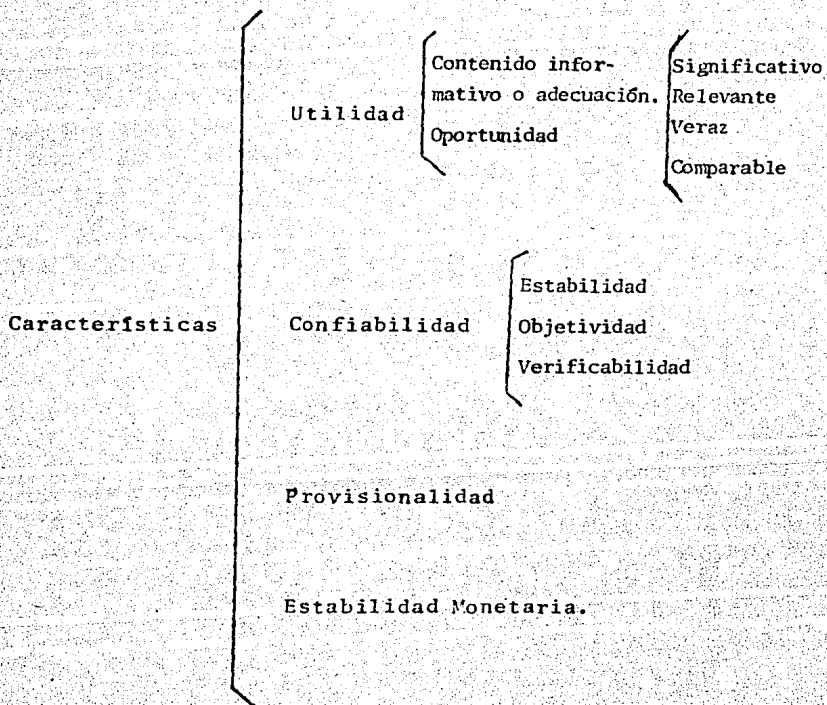 Características
Utilidad
Contenido infor-
mativo o adecuación.
Oportunidad
Significativo
Relevante
Veraz
Comparable
Confiabilidad
Estabilidad
Objetividad
Verificabilidad
Provisionalidad
Estabilidad Monetaria.